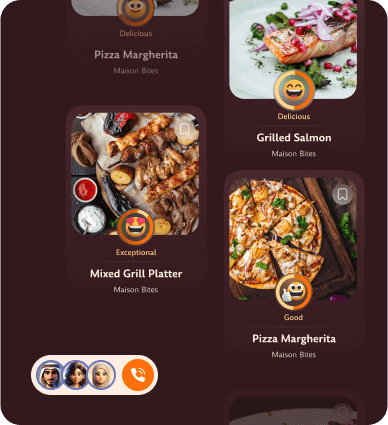 Delicious
Pizza Margherita
Maison Bites
Delicious
Grilled Salmon
Maison Bites
Exceptional
Mixed Grill Platter
Maison Bites
Good
Pizza Margherita
Maison Bites